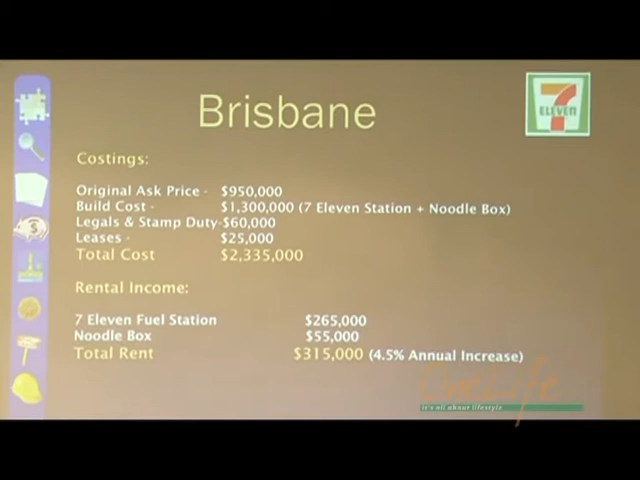 Brisbane
7
ELEVEN
Costings:
Original Ask Price - $950,000
Build Cost - $1,300,000 (7 Eleven Station + Noodle Box)
Legals & Stamp Duty-$60,000
Leases - $25,000
Total Cost $2,335,000
Rental Income:
7 Eleven Fuel Station $265,000
Noodle Box $55,000
Total Rent $315,000 (4.5% Annual Increase)
it's all about lifestyle